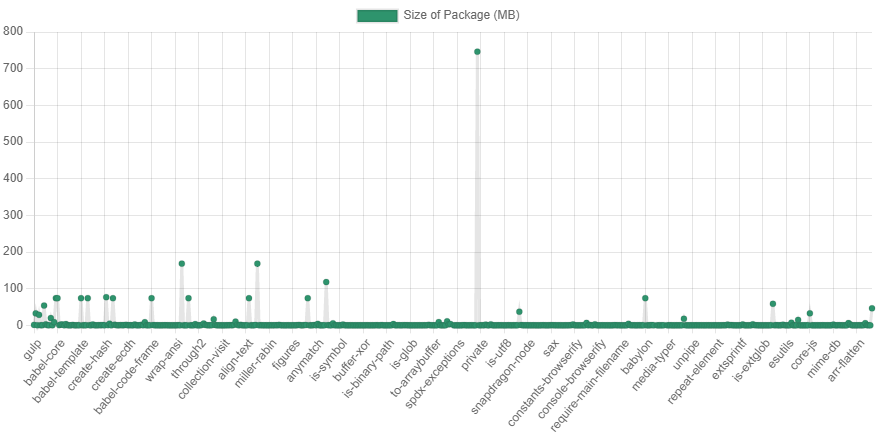 Size of Package (MB)
800
700
600
500
400
300
200
100
0
gulp
babel-core
babel-template
create-hash
create-ecdh
babel-code-frame
wrap-ansi
through2
collection-visit
align-text
miller-rabin
figures
anymatch
is-symbol
buffer-xor
is-binary-path
is-glob
to-arraybuffer
spdx-exceptions
private
is-utf8
snapdragon-node
sax
constants-browserify
console-browserify
require-main-filename
babylon
media-typer
unpipe
repeat-element
extsprintf
is-extglob
esutils
core-js
mime-db
arr-flatten